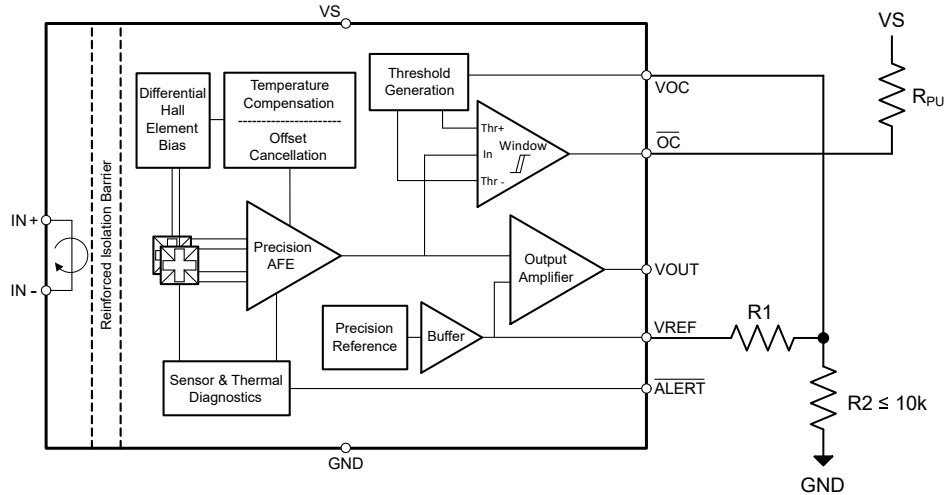 VS
IN+
IN-
Reinforced Isolation Barrier
Differential
Hall
Element
Bias
Temperature
Compensation
Offset
Cancellation
Threshold
Generation
Thr+
In
Thr -
Window
Precision
AFE
Output
Amplifier
Precision
Reference
Buffer
Sensor & Thermal
Diagnostics
GND
VOC
OC
VOUT
VREF
ALERT
VS
RPU
R1
R2 ≤ 10k
GND